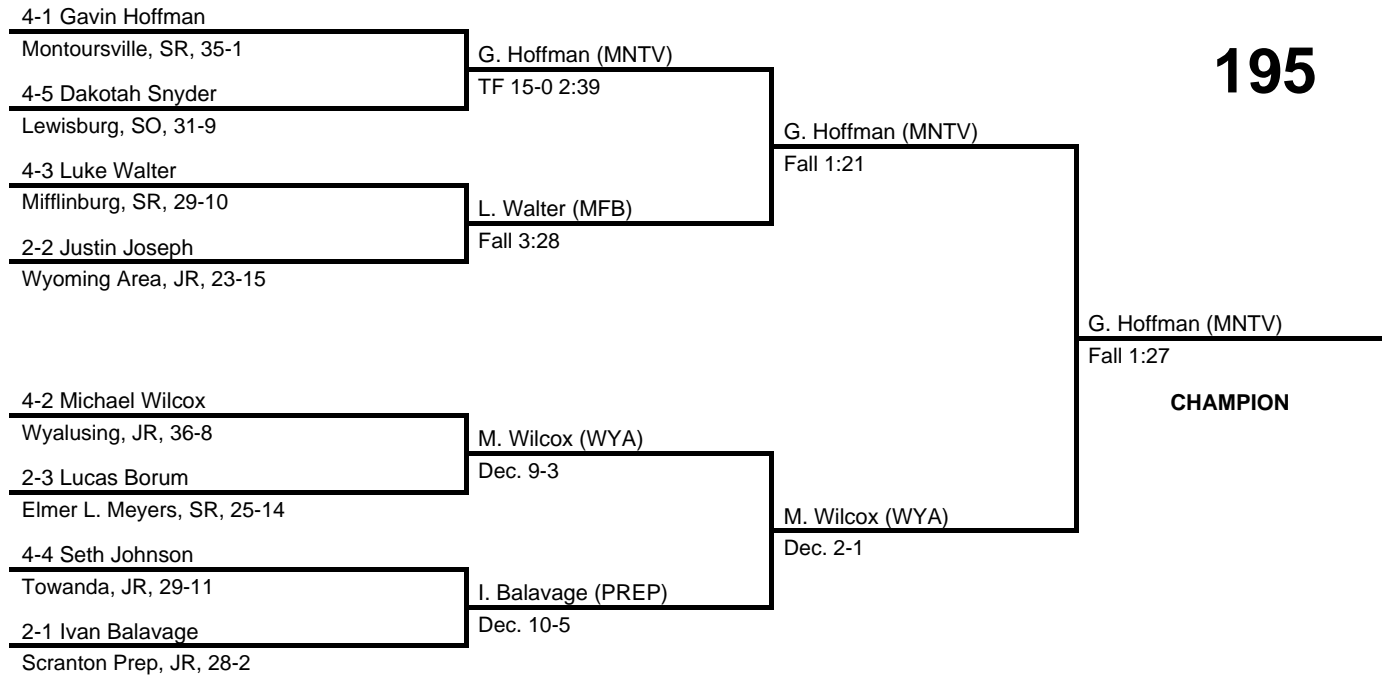 4-1 Gavin Hoffman
Montoursville, SR, 35-1
G. Hoffman (MNTV)
195
TF 15-0 2:39
4-5 Dakotah Snyder
Lewisburg, SO, 31-9
G. Hoffman (MNTV)
Fall 1:21
4-3 Luke Walter
Mifflinburg, SR, 29-10
L. Walter (MFB)
Fall 3:28
2-2 Justin Joseph
Wyoming Area, JR, 23-15
G. Hoffman (MNTV)
Fall 1:27
CHAMPION
4-2 Michael Wilcox
Wyalusing, JR, 36-8
M. Wilcox (WYA)
Dec. 9-3
2-3 Lucas Borum
Elmer L. Meyers, SR, 25-14
M. Wilcox (WYA)
Dec. 2-1
4-4 Seth Johnson
Towanda, JR, 29-11
I. Balavage (PREP)
Dec. 10-5
2-1 Ivan Balavage
Scranton Prep, JR, 28-2